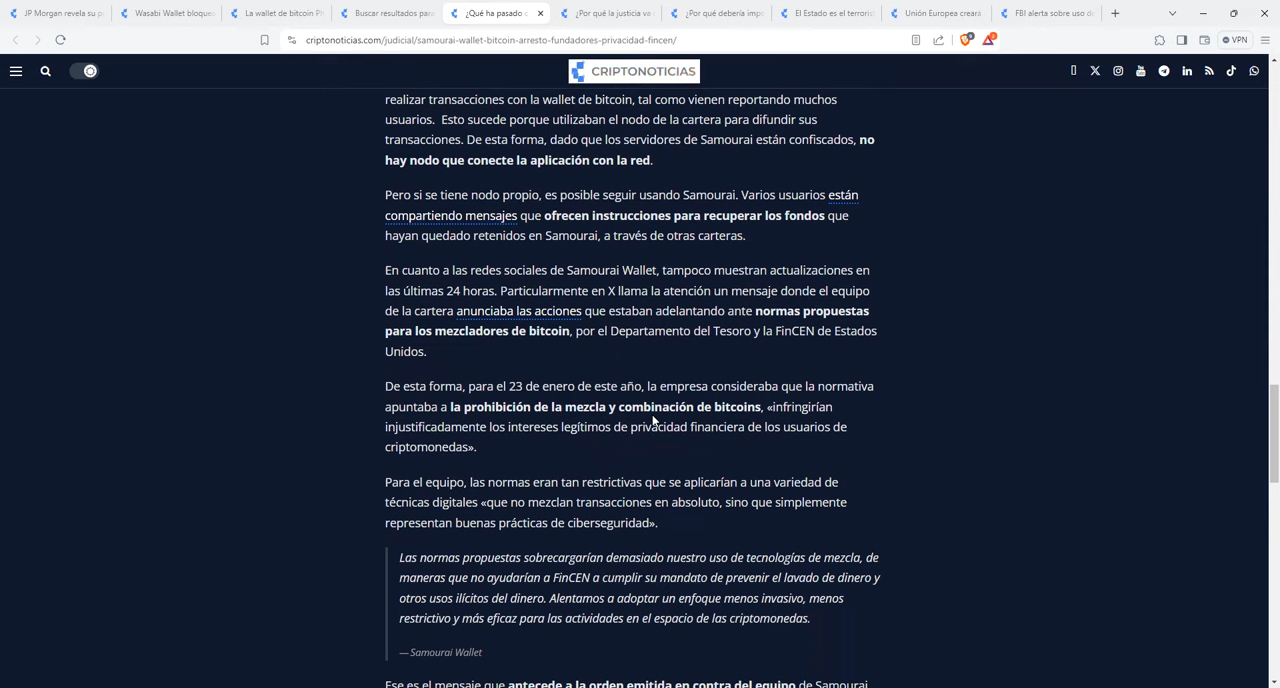 JP Morgan revela su p
Wasabi Wallet bloque
La wallet de bitcoin Ph
Buscar resultados para
¿Qué ha pasado c
¿Por qué la justicia va
¿Por qué debería imp
El Estado es el terrorist
Unión Europea creará
FBI alerta sobre uso de
criptonoticias.com/judicial/samourai-wallet-bitcoin-arresto-fundadores-privacidad-fincen/
VPN
CRIPTONOTICIAS
realizar transacciones con la wallet de bitcoin, tal como vienen reportando muchos
usuarios. Esto sucede porque utilizaban el nodo de la cartera para difundir sus
transacciones. De esta forma, dado que los servidores de Samourai están confiscados, no
hay nodo que conecte la aplicación con la red.
Pero si se tiene nodo propio, es posible seguir usando Samourai. Varios usuarios están
compartiendo mensajes que ofrecen instrucciones para recuperar los fondos que
hayan quedado retenidos en Samourai, a través de otras carteras.
En cuanto a las redes sociales de Samourai Wallet, tampoco muestran actualizaciones en
las últimas 24 horas. Particularmente en X llama la atención un mensaje donde el equipo
de la cartera anunciaba las acciones que estaban adelantando ante normas propuestas
para los mezcladores de bitcoin, por el Departamento del Tesoro y la FinCEN de Estados
Unidos.
De esta forma, para el 23 de enero de este año, la empresa consideraba que la normativa
apuntaba a la prohibición de la mezcla y combinación de bitcoins, «infringirían
injustificadamente los intereses legítimos de privacidad financiera de los usuarios de
criptomonedas».
Para el equipo, las normas eran tan restrictivas que se aplicarían a una variedad de
técnicas digitales «que no mezclan transacciones en absoluto, sino que simplemente
representan buenas prácticas de ciberseguridad».
Las normas propuestas sobrecargarían demasiado nuestro uso de tecnologías de mezcla, de
maneras que no ayudarían a FinCEN a cumplir su mandato de prevenir el lavado de dinero y
otros usos ilícitos del dinero. Alentamos a adoptar un enfoque menos invasivo, menos
restrictivo y más eficaz para las actividades en el espacio de las criptomonedas.
— Samourai Wallet
Ese es el mensaje que antecede a la orden emitida en contra del equipo de Samourai